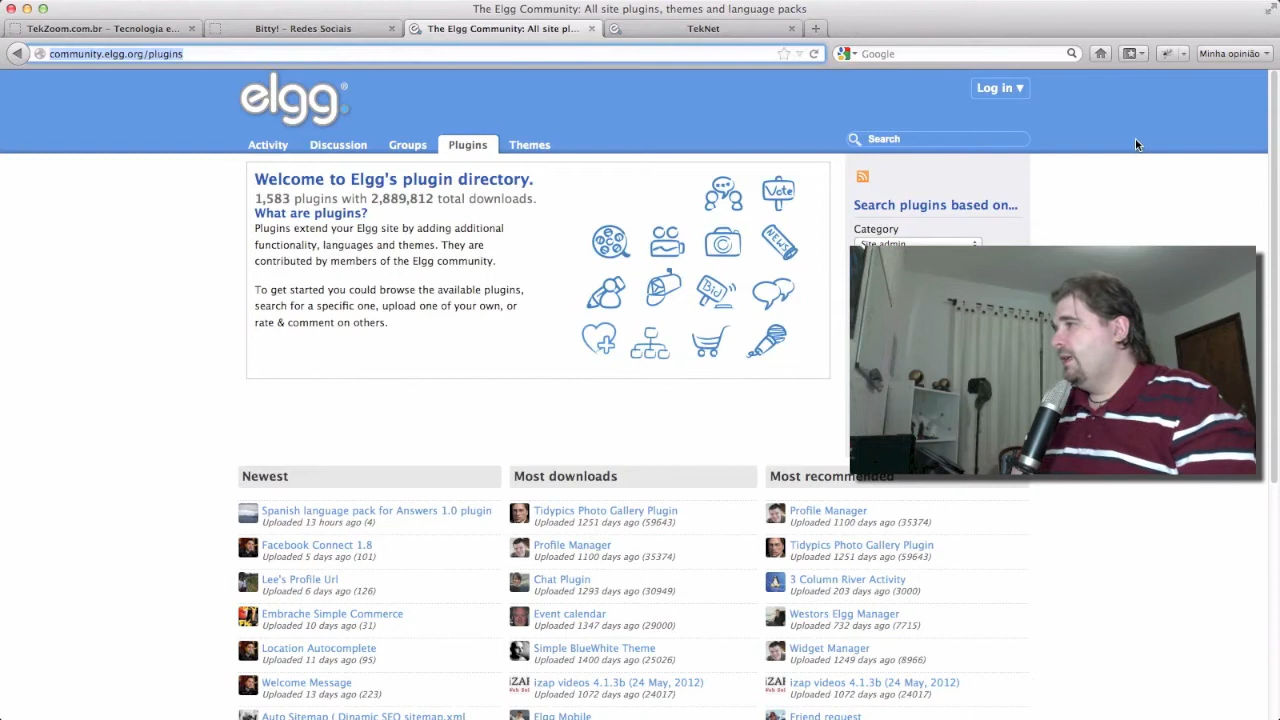 The Elgg Community: All site plugins, themes and language packs
TekZoom.com.br – Tecnologia e...
Bitty! – Redes Sociais
The Elgg Community: All site pl...
TekNet
community.elgg.org/plugins
Google
Minha opinião
elgg
Log in ▾
Activity
Discussion
Groups
Plugins
Themes
Search
Welcome to Elgg's plugin directory.
1,583 plugins with 2,889,812 total downloads.
What are plugins?
Plugins extend your Elgg site by adding additional
functionality, languages and themes. They are
contributed by members of the Elgg community.
To get started you could browse the available plugins,
search for a specific one, upload one of your own, or
rate & comment on others.
Vote
NEWS
Bid
Search plugins based on...
Category
Site admin
Newest
Spanish language pack for Answers 1.0 plugin
Uploaded 13 hours ago (4)
Facebook Connect 1.8
Uploaded 5 days ago (101)
Lee's Profile Url
Uploaded 6 days ago (126)
Embrache Simple Commerce
Uploaded 10 days ago (31)
Location Autocomplete
Uploaded 11 days ago (95)
Welcome Message
Uploaded 13 days ago (223)
Auto Sitemap ( Dinamic SEO sitemap.xml
Most downloads
Tidypics Photo Gallery Plugin
Uploaded 1251 days ago (59643)
Profile Manager
Uploaded 1100 days ago (35374)
Chat Plugin
Uploaded 1293 days ago (30949)
Event calendar
Uploaded 1347 days ago (29000)
Simple BlueWhite Theme
Uploaded 1400 days ago (25026)
izap videos 4.1.3b (24 May, 2012)
Uploaded 1072 days ago (24017)
Elgg Mobile
Most recommended
Profile Manager
Uploaded 1100 days ago (35374)
Tidypics Photo Gallery Plugin
Uploaded 1251 days ago (59643)
3 Column River Activity
Uploaded 203 days ago (3000)
Westors Elgg Manager
Uploaded 732 days ago (7715)
Widget Manager
Uploaded 1249 days ago (8966)
izap videos 4.1.3b (24 May, 2012)
Uploaded 1072 days ago (24017)
Friend request